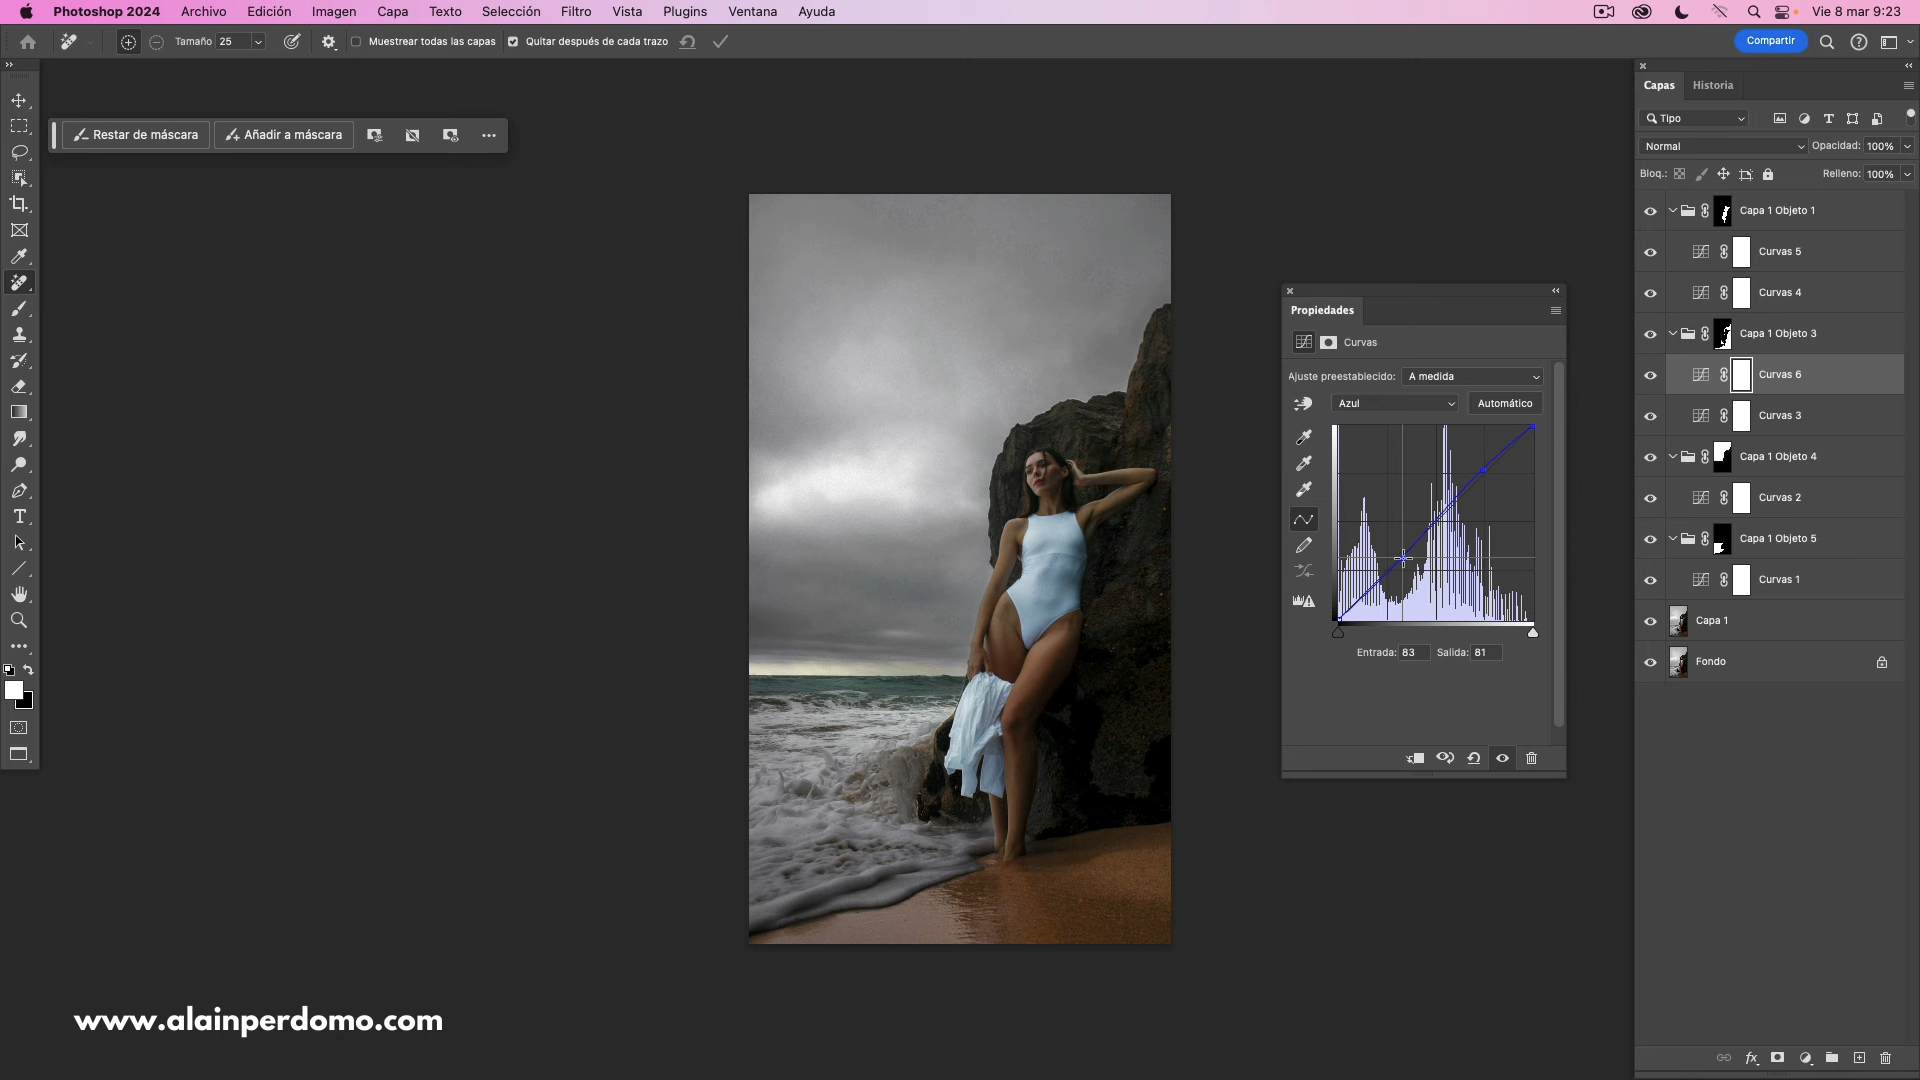 Photoshop 2024 Archivo Edición Imagen Capa Texto Selección Filtro Vista Plugins Ventana Ayuda Vie 8 mar 9:23
Tamaño 25 Muestrear todas las capas Quitar después de cada trazo Compartir
Restar de máscara Añadir a máscara
Capas Historia
Tipo
Normal Opacidad: 100%
Bloq.: Relleno: 100%
Capa 1 Objeto 1
Curvas 5
Curvas 4
Capa 1 Objeto 3
Curvas 6
Curvas 3
Capa 1 Objeto 4
Curvas 2
Capa 1 Objeto 5
Curvas 1
Capa 1
Fondo
Propiedades
Curvas
Ajuste preestablecido: A medida
Azul Automático
Entrada: 83 Salida: 81
www.alainperdomo.com